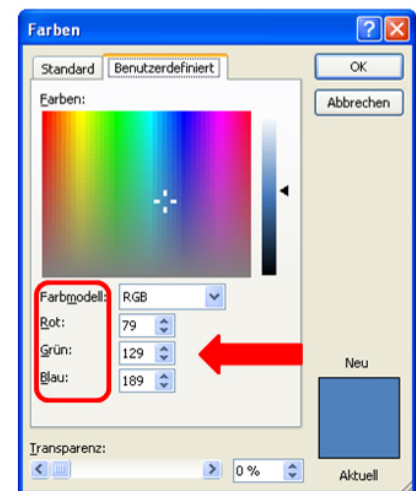 Farben
Standard Benutzerdefiniert
OK
Abbrechen
Farben:
Farbmodell: RGB
Rot: 79
Grün: 129
Blau: 189
Neu
Transparenz:
0 %
Aktuell